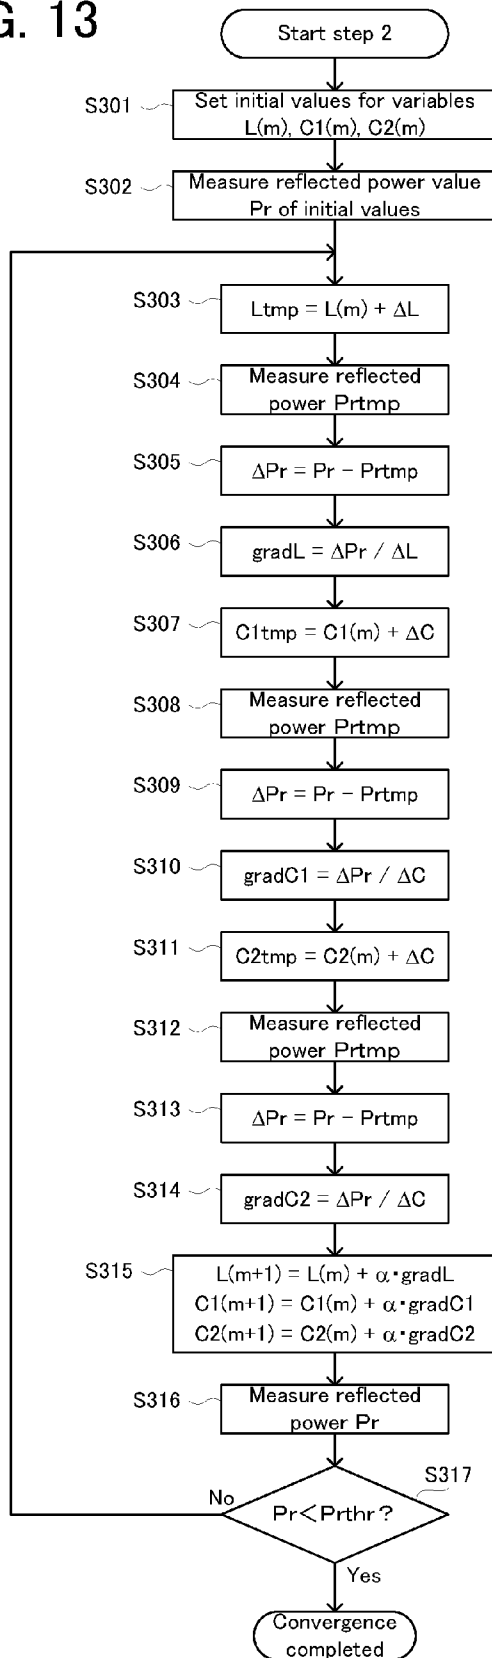 G. 13
Start step 2
S301
Set initial values for variables
L(m), C1(m), C2(m)
S302
Measure reflected power value
Pr of initial values
S303
Ltmp = L(m) + ΔL
S304
Measure reflected
power Prtmp
S305
ΔPr = Pr − Prtmp
S306
gradL = ΔPr / ΔL
S307
C1tmp = C1(m) + ΔC
S308
Measure reflected
power Prtmp
S309
ΔPr = Pr − Prtmp
S310
gradC1 = ΔPr / ΔC
S311
C2tmp = C2(m) + ΔC
S312
Measure reflected
power Prtmp
S313
ΔPr = Pr − Prtmp
S314
gradC2 = ΔPr / ΔC
S315
L(m+1) = L(m) + α・gradL
C1(m+1) = C1(m) + α・gradC1
C2(m+1) = C2(m) + α・gradC2
S316
Measure reflected
power Pr
S317
No
Pr＜Prthr？
Yes
Convergence
completed